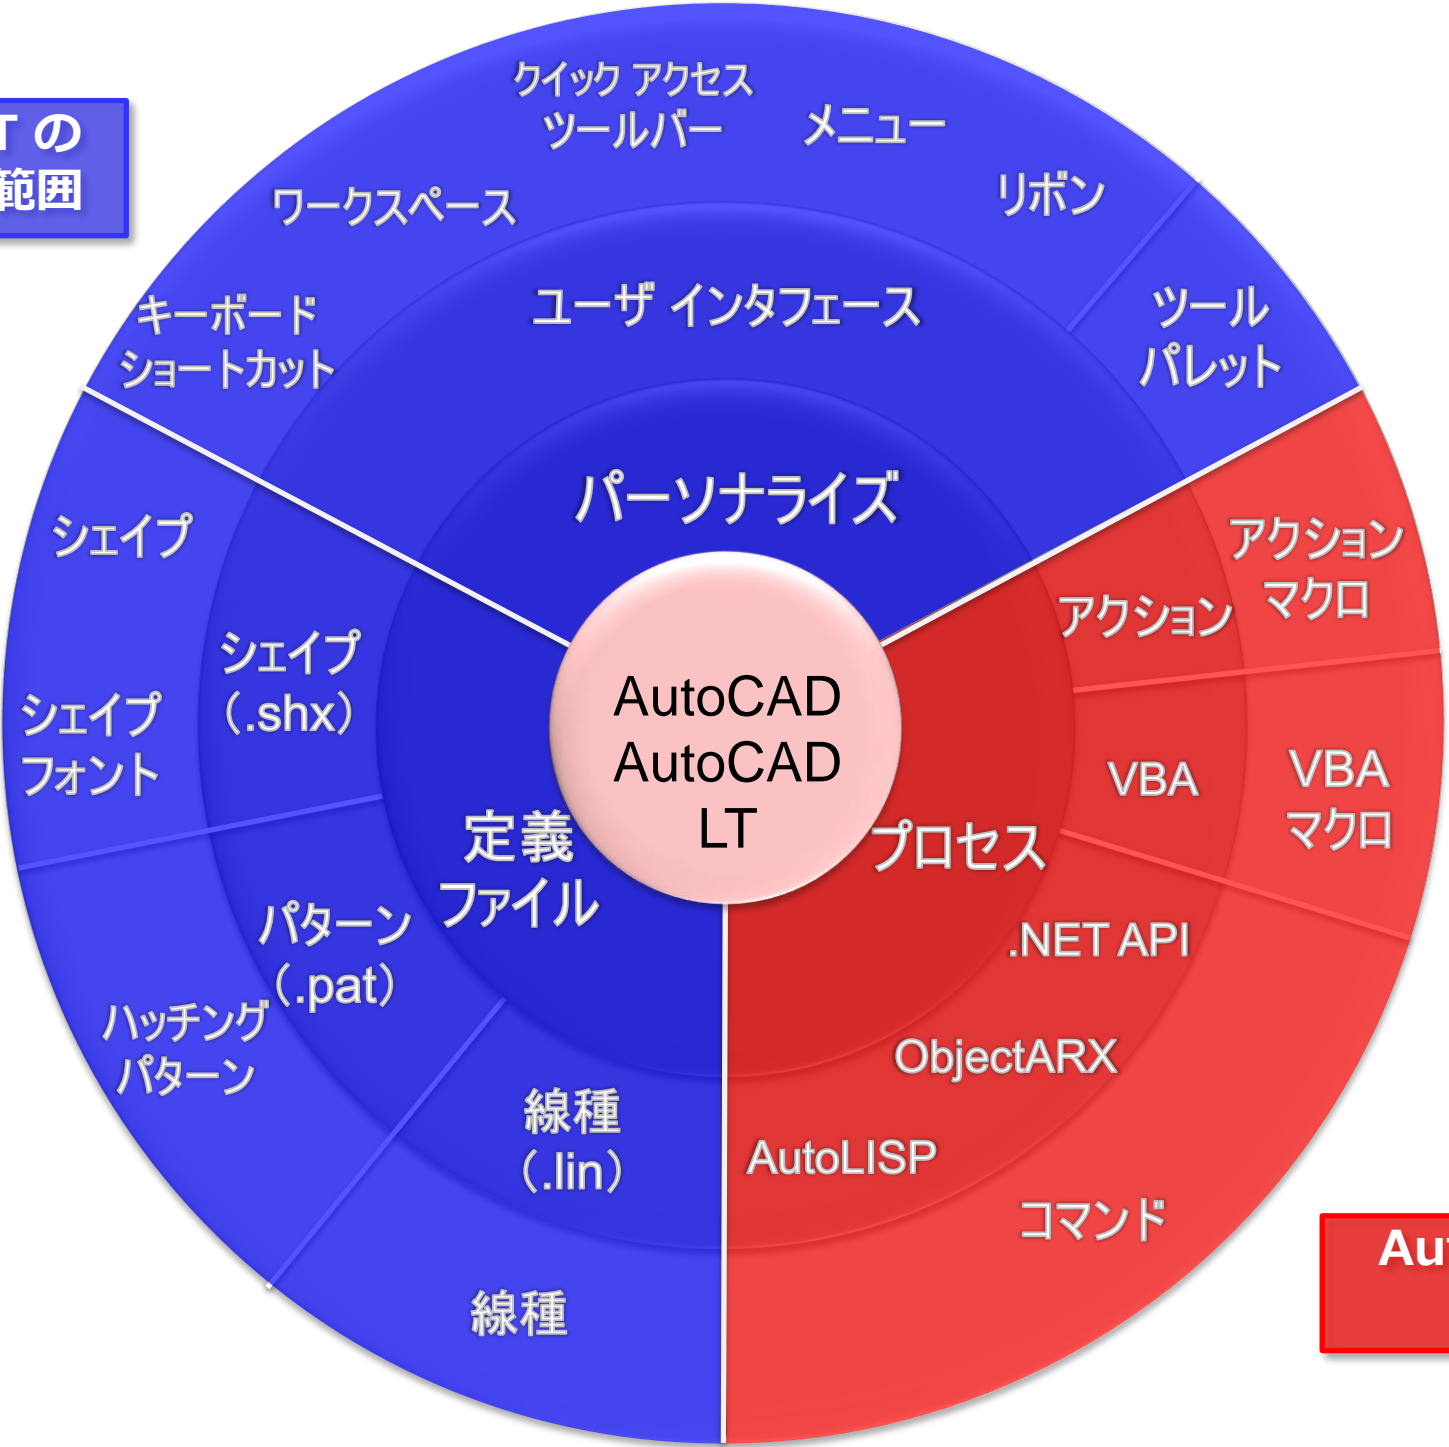 T の
範囲
クイック アクセス
ツールバー
メニュー
リボン
ワークスペース
キーボード
ショートカット
ユーザ インタフェース
ツール
パレット
パーソナライズ
シェイプ
シェイプ
(.shx)
シェイプ
フォント
アクション
マクロ
アクション
AutoCAD
AutoCAD
LT
VBA
VBA
マクロ
定義
ファイル
プロセス
パターン
(.pat)
ハッチング
パターン
.NET API
ObjectARX
線種
(.lin)
AutoLISP
コマンド
線種
Au